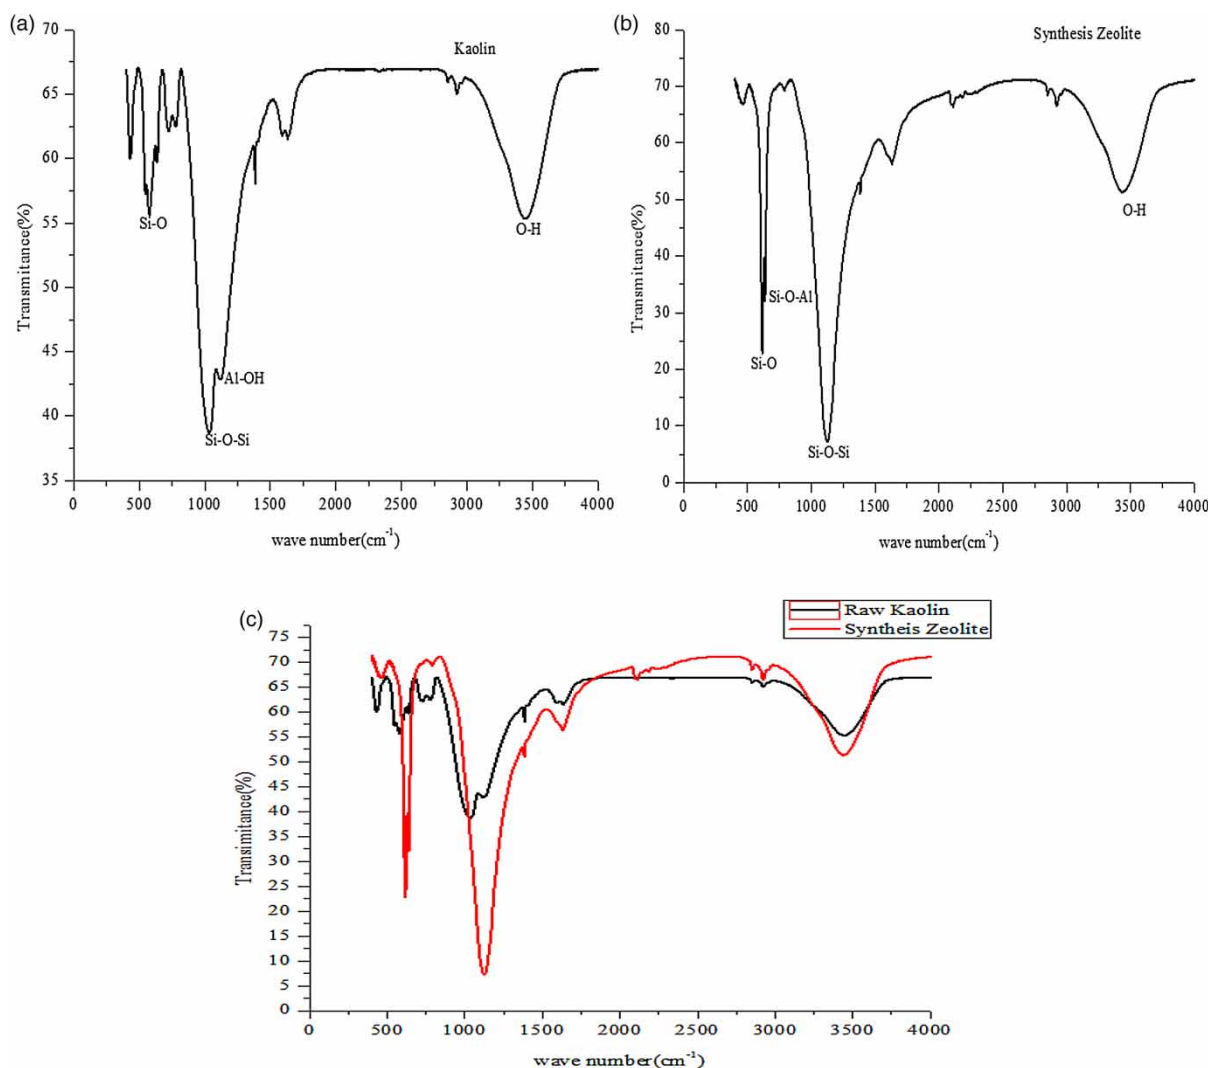 (a)
Kaolin
70
65
60
55
50
45
40
35
Transmitance(%)
Si-O
Al-OH
Si-O-Si
O-H
0 500 1000 1500 2000 2500 3000 3500 4000
wave number(cm-1)
(b)
Synthesis Zeolite
80
70
60
50
40
30
20
10
0
Transmitance(%)
Si-O-Al
Si-O
Si-O-Si
O-H
0 500 1000 1500 2000 2500 3000 3500 4000
wave number(cm-1)
(c)
Raw Kaolin
Syntheis Zeolite
75
70
65
60
55
50
45
40
35
30
25
20
15
10
5
0
Transimitance(%)
0 500 1000 1500 2000 2500 3000 3500 4000
wave number(cm-1)